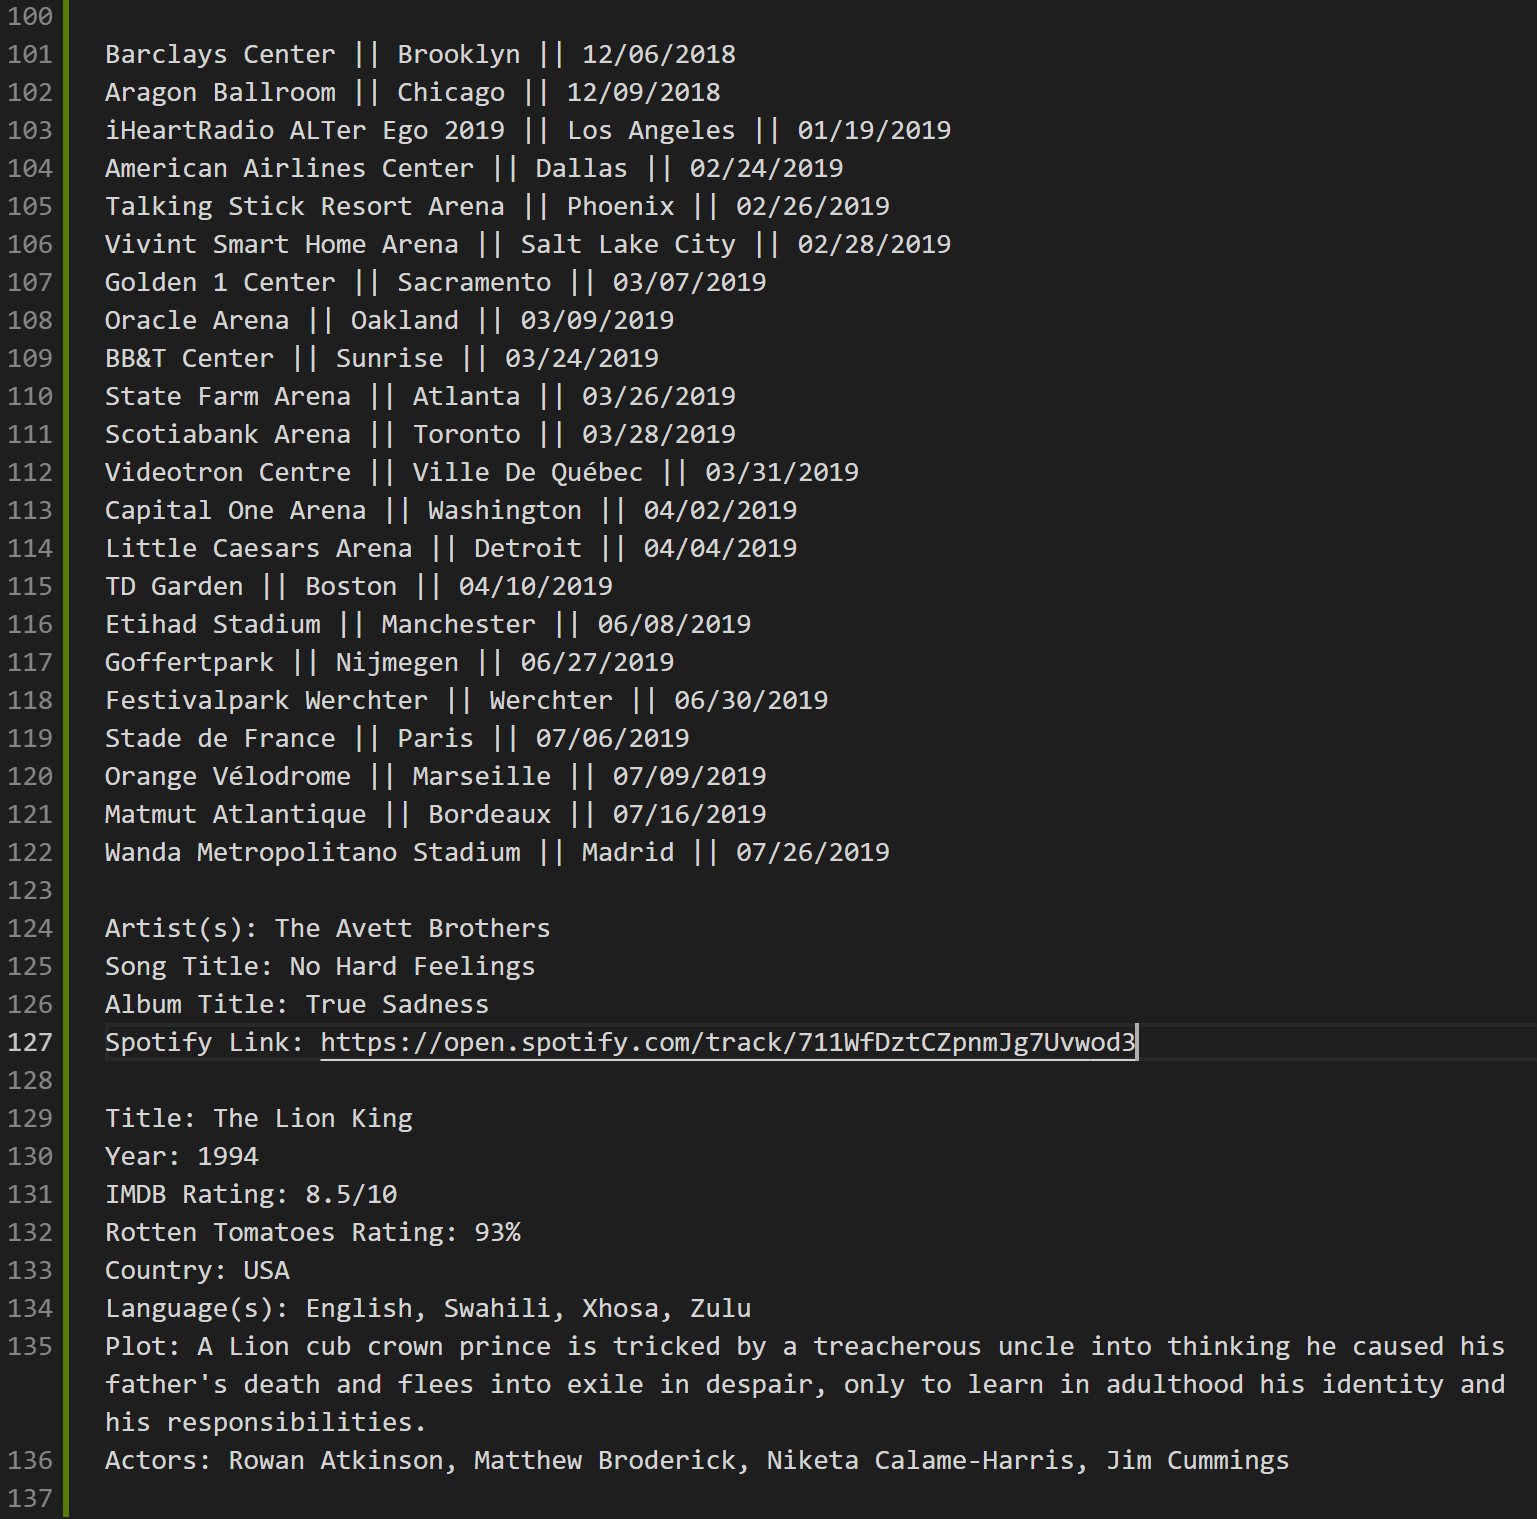 100
101 Barclays Center || Brooklyn || 12/06/2018
102 Aragon Ballroom || Chicago || 12/09/2018
103 iHeartRadio ALTer Ego 2019 || Los Angeles || 01/19/2019
104 American Airlines Center || Dallas || 02/24/2019
105 Talking Stick Resort Arena || Phoenix || 02/26/2019
106 Vivint Smart Home Arena || Salt Lake City || 02/28/2019
107 Golden 1 Center || Sacramento || 03/07/2019
108 Oracle Arena || Oakland || 03/09/2019
109 BB&T Center || Sunrise || 03/24/2019
110 State Farm Arena || Atlanta || 03/26/2019
111 Scotiabank Arena || Toronto || 03/28/2019
112 Videotron Centre || Ville De Québec || 03/31/2019
113 Capital One Arena || Washington || 04/02/2019
114 Little Caesars Arena || Detroit || 04/04/2019
115 TD Garden || Boston || 04/10/2019
116 Etihad Stadium || Manchester || 06/08/2019
117 Goffertpark || Nijmegen || 06/27/2019
118 Festivalpark Werchter || Werchter || 06/30/2019
119 Stade de France || Paris || 07/06/2019
120 Orange Vélodrome || Marseille || 07/09/2019
121 Matmut Atlantique || Bordeaux || 07/16/2019
122 Wanda Metropolitano Stadium || Madrid || 07/26/2019
123
124 Artist(s): The Avett Brothers
125 Song Title: No Hard Feelings
126 Album Title: True Sadness
127 Spotify Link: https://open.spotify.com/track/711WfDztCZpnmJg7Uvwod3
128
129 Title: The Lion King
130 Year: 1994
131 IMDB Rating: 8.5/10
132 Rotten Tomatoes Rating: 93%
133 Country: USA
134 Language(s): English, Swahili, Xhosa, Zulu
135 Plot: A Lion cub crown prince is tricked by a treacherous uncle into thinking he caused his
father's death and flees into exile in despair, only to learn in adulthood his identity and
his responsibilities.
136 Actors: Rowan Atkinson, Matthew Broderick, Niketa Calame-Harris, Jim Cummings
137